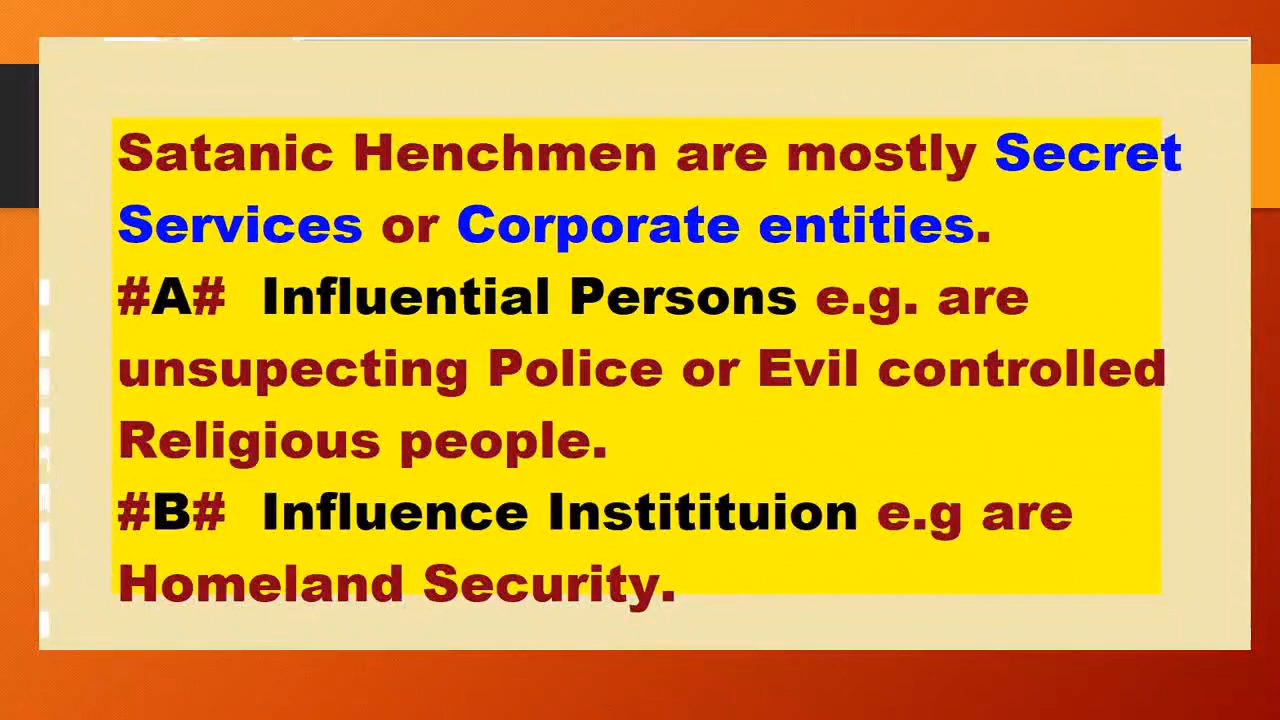 Satanic Henchmen are mostly Secret
Services or Corporate entities.
#A# Influential Persons e.g. are
unsupecting Police or Evil controlled
Religious people.
#B# Influence Institituion e.g are
Homeland Security.